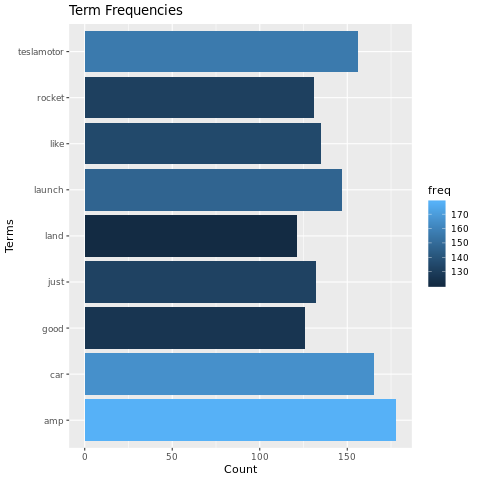 Term Frequencies
teslamotor
rocket
like
launch
land
just
good
car
amp
Terms
0 50 100 150
Count
freq
170
160
150
140
130